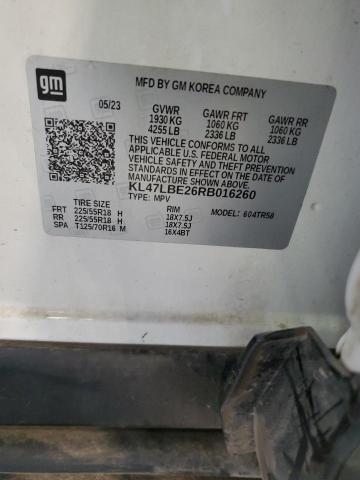 gm
MFD BY GM KOREA COMPANY
05/23 GVWR GAWR FRT GAWR RR
1930 KG 1060 KG 1060 KG
4255 LB 2336 LB 2336 LB
THIS VEHICLE CONFORMS TO ALL
APPLICABLE U.S. FEDERAL MOTOR
VEHICLE SAFETY AND THEFT PREVENTION
STANDARDS IN EFFECT ON THE DATE OF
MANUFACTURE SHOWN ABOVE.
KL47LBE26RB016260
TYPE: MPV
TIRE SIZE RIM MODEL: 604TR58
FRT 225/55R18 H 18X7.5J
RR 225/55R18 H 18X7.5J
SPA T125/70R16 M 16X4BT